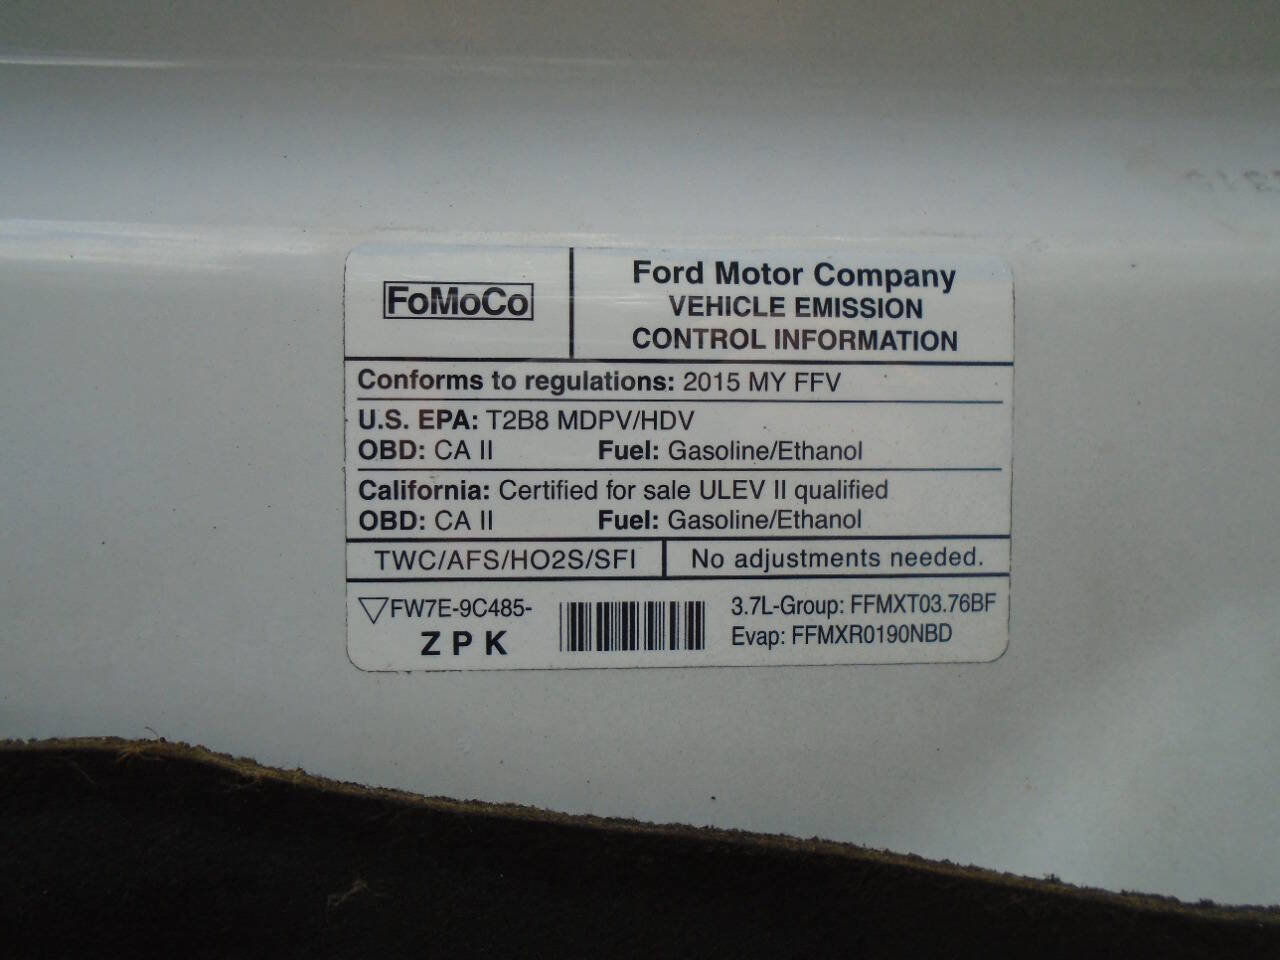 FoMoCo
Ford Motor Company
VEHICLE EMISSION
CONTROL INFORMATION
Conforms to regulations: 2015 MY FFV
U.S. EPA: T2B8 MDPV/HDV
OBD: CA II Fuel: Gasoline/Ethanol
California: Certified for sale ULEV II qualified
OBD: CA II Fuel: Gasoline/Ethanol
TWC/AFS/HO2S/SFI No adjustments needed.
▽FW7E-9C485-
Z P K
3.7L-Group: FFMXT03.76BF
Evap: FFMXR0190NBD